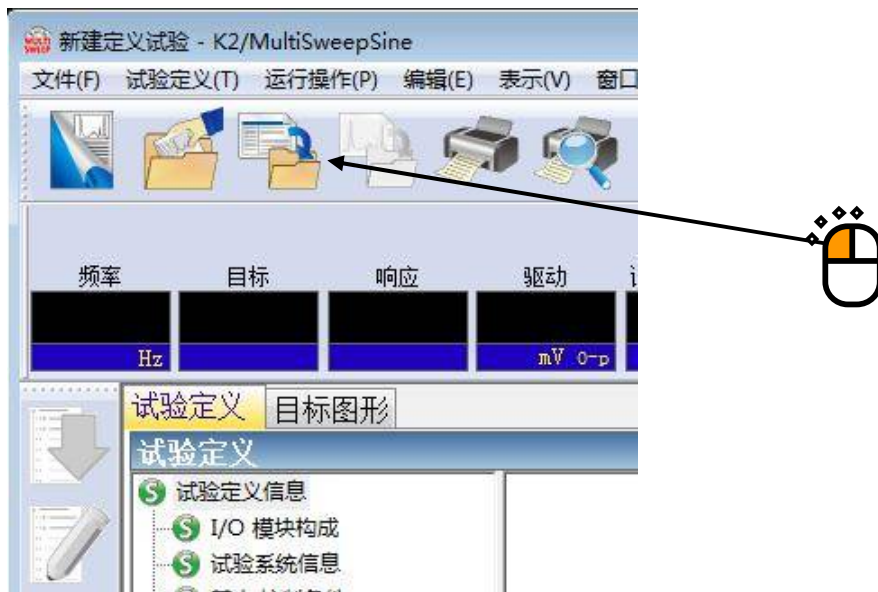 新建定义试验 - K2/MultiSweepSine
文件(F) 试验定义(T) 运行操作(P) 编辑(E) 表示(V) 窗口
频率 目标 响应 驱动
Hz mV 0-p
试验定义 目标图形
试验定义
S 试验定义信息
S I/O 模块构成
S 试验系统信息